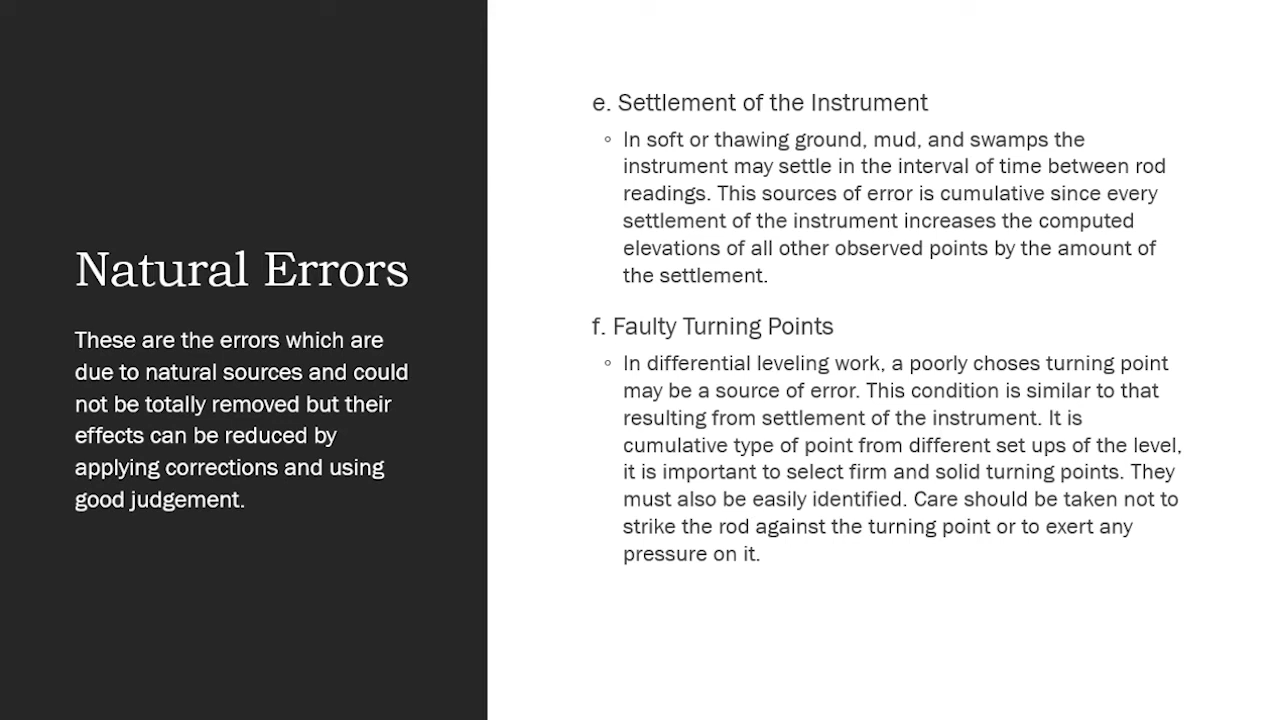 Natural Errors
These are the errors which are
due to natural sources and could
not be totally removed but their
effects can be reduced by
applying corrections and using
good judgement.
e. Settlement of the Instrument
◦ In soft or thawing ground, mud, and swamps the
instrument may settle in the interval of time between rod
readings. This sources of error is cumulative since every
settlement of the instrument increases the computed
elevations of all other observed points by the amount of
the settlement.
f. Faulty Turning Points
◦ In differential leveling work, a poorly choses turning point
may be a source of error. This condition is similar to that
resulting from settlement of the instrument. It is
cumulative type of point from different set ups of the level,
it is important to select firm and solid turning points. They
must also be easily identified. Care should be taken not to
strike the rod against the turning point or to exert any
pressure on it.